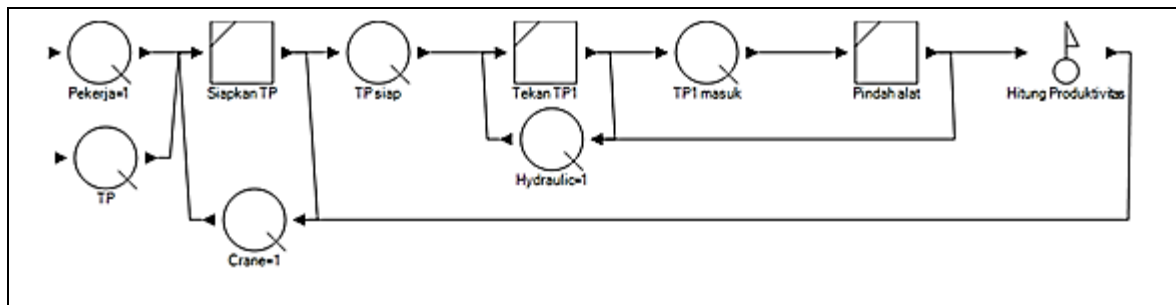 Pekerja=1
Siapkan TP
TP siap
Tekan TP1
TP1 masuk
Pindah alat
Hitung Produktivitas
TP
Hydraulic=1
Crane=1